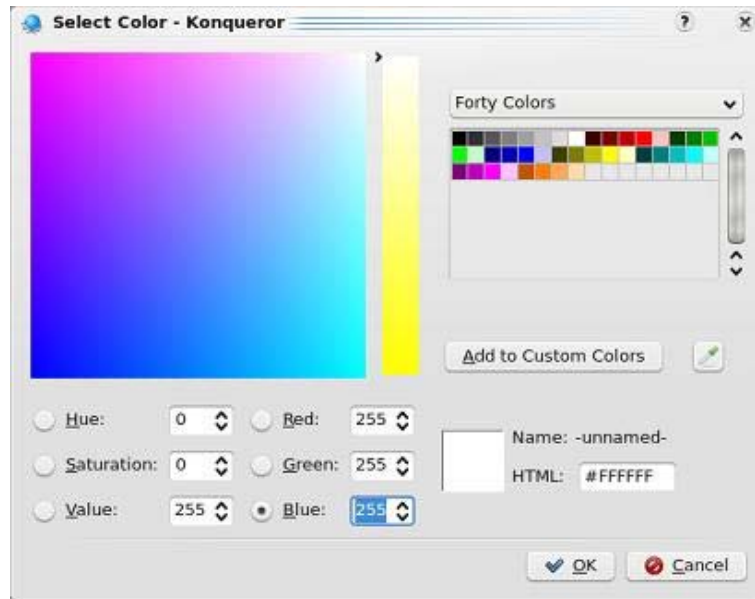 Select Color - Konqueror
?
Forty Colors
Add to Custom Colors
Hue: 0 Red: 255
Saturation: 0 Green: 255
Value: 255 Blue: 255
Name: -unnamed-
HTML: #FFFFFF
OK Cancel